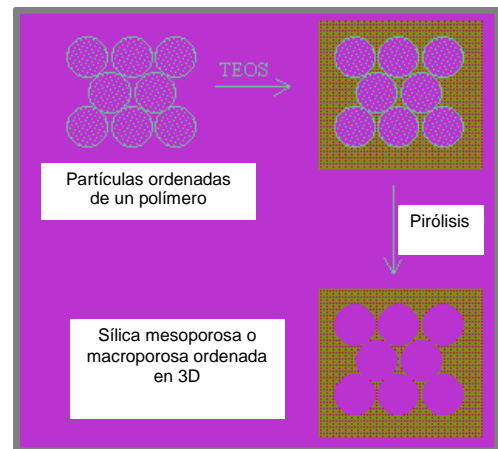 TEOS
Partículas ordenadas
de un polímero
Pirólisis
Sílica mesoporosa o
macroporosa ordenada
en 3D